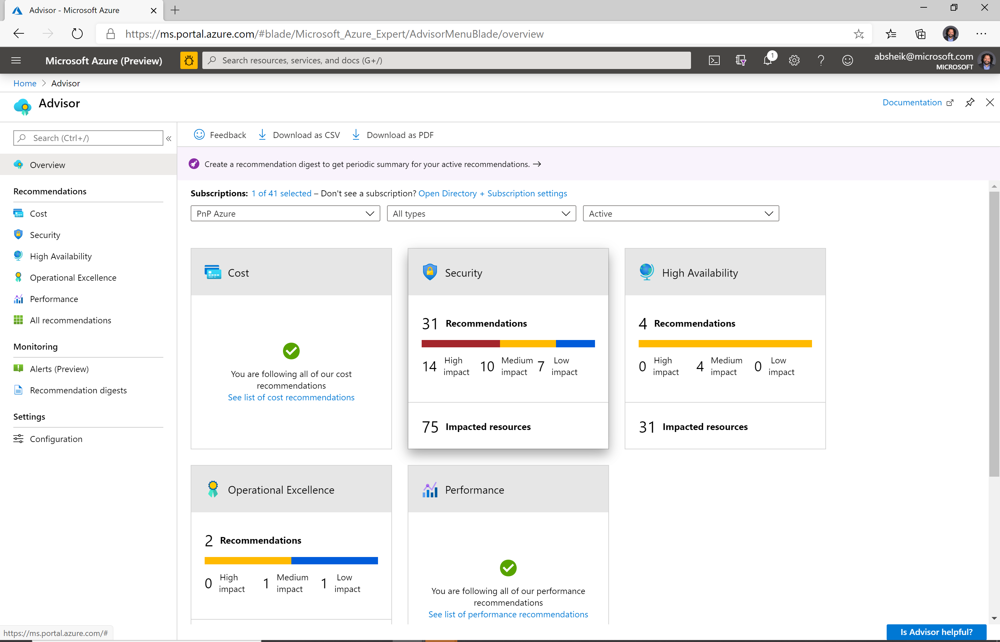 Advisor - Microsoft Azure
https://ms.portal.azure.com/#blade/Microsoft_Azure_Expert/AdvisorMenuBlade/overview
Microsoft Azure (Preview)
Search resources, services, and docs (G+/)
1
absheik@microsoft.com
MICROSOFT
Home > Advisor
Advisor
Documentation
Search (Ctrl+/)
«
Overview
Recommendations
Cost
Security
High Availability
Operational Excellence
Performance
All recommendations
Monitoring
Alerts (Preview)
Recommendation digests
Settings
Configuration
Feedback
Download as CSV
Download as PDF
Create a recommendation digest to get periodic summary for your active recommendations. →
Subscriptions: 1 of 41 selected – Don't see a subscription? Open Directory + Subscription settings
PnP Azure
All types
Active
Cost
You are following all of our cost
recommendations
See list of cost recommendations
Security
31 Recommendations
14 High impact 10 Medium impact 7 Low impact
75 Impacted resources
High Availability
4 Recommendations
0 High impact 4 Medium impact 0 Low impact
31 Impacted resources
Operational Excellence
2 Recommendations
0 High impact 1 Medium impact 1 Low impact
Performance
You are following all of our performance
recommendations
See list of performance recommendations
https://ms.portal.azure.com/#
Is Advisor helpful?